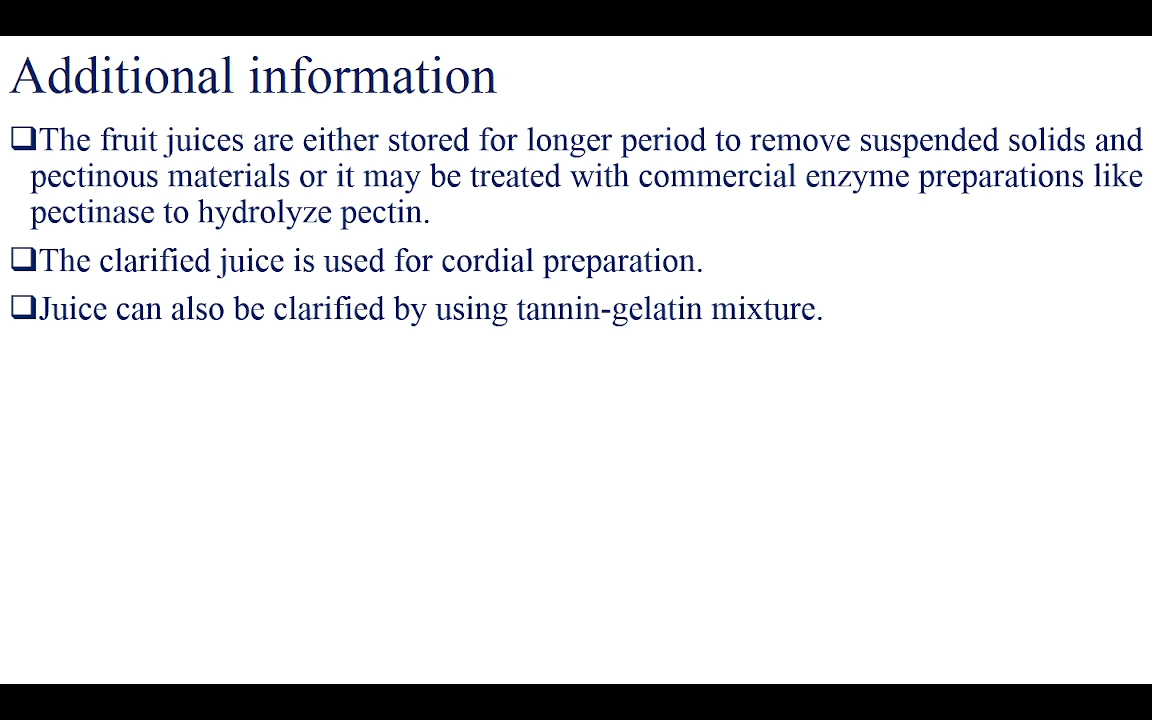 Additional information
❑The fruit juices are either stored for longer period to remove suspended solids and
pectinous materials or it may be treated with commercial enzyme preparations like
pectinase to hydrolyze pectin.
❑The clarified juice is used for cordial preparation.
❑Juice can also be clarified by using tannin-gelatin mixture.